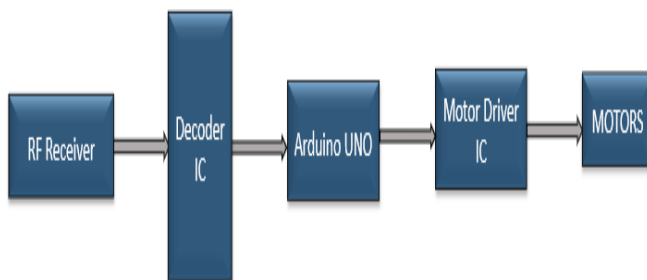 RF Receiver
Decoder
IC
Arduino UNO
Motor Driver
IC
MOTORS